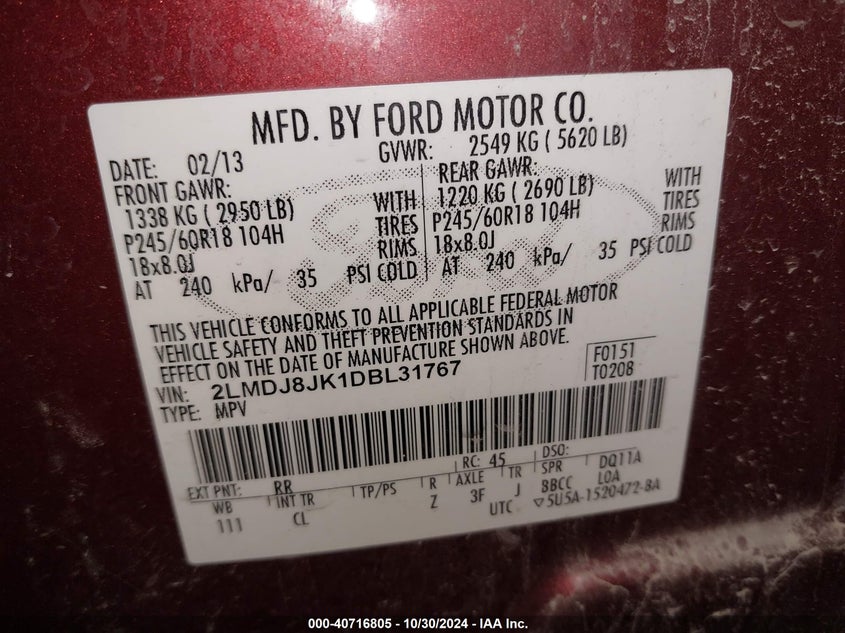 MFD. BY FORD MOTOR CO.
DATE: 02/13 GVWR: 2549 KG ( 5620 LB)
FRONT GAWR: REAR GAWR:
1338 KG ( 2950 LB) WITH 1220 KG ( 2690 LB) WITH
P245/60R18 104H TIRES P245/60R18 104H TIRES
18x8.0J RIMS 18x8.0J RIMS
AT 240 kPa/ 35 PSI COLD AT 240 kPa/ 35 PSI COLD
THIS VEHICLE CONFORMS TO ALL APPLICABLE FEDERAL MOTOR
VEHICLE SAFETY AND THEFT PREVENTION STANDARDS IN
EFFECT ON THE DATE OF MANUFACTURE SHOWN ABOVE.
VIN: 2LMDJ8JK1DBL31767 F0151
TYPE: MPV T0208
EXT PNT: RR RC: 45 DSO:
WB INT TR TP/PS R AXLE TR SPR DQ11A
111 CL Z 3F J BBCC LOA
UTC ▽5U5A-1520472-BA
000-40716805 - 10/30/2024 - IAA Inc.